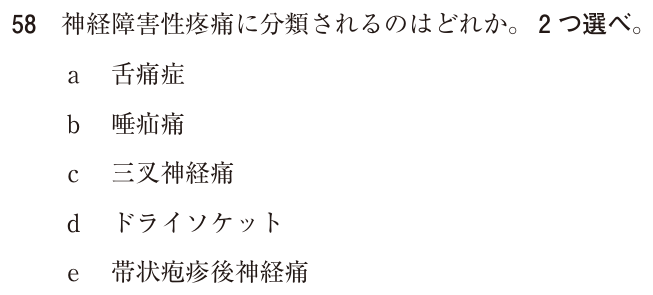 58 神経障害性疼痛に分類されるのはどれか。2つ選べ。
a 舌痛症
b 唾疝痛
c 三叉神経痛
d ドライソケット
e 帯状疱疹後神経痛